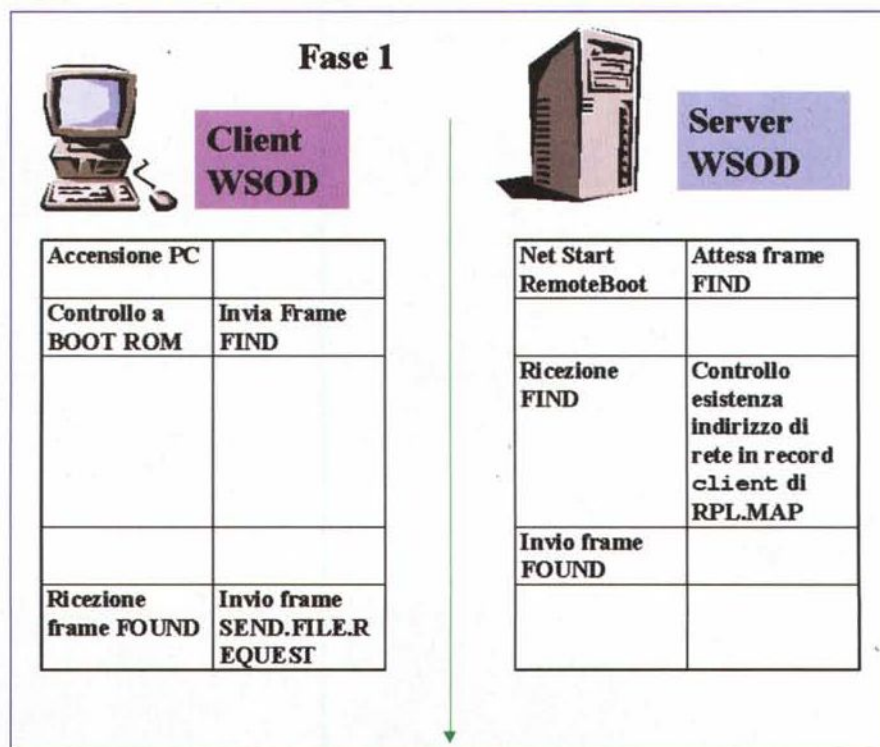 Fase 1
Client
WSOD
Server
WSOD
Accensione PC
Controllo a
BOOT ROM
Invia Frame
FIND
Ricezione
frame FOUND
Invio frame
SEND.FILE.R
EQUEST
Net Start
RemoteBoot
Attesa frame
FIND
Ricezione
FIND
Controllo
esistenza
indirizzo di
rete in record
client di
RPL.MAP
Invio frame
FOUND